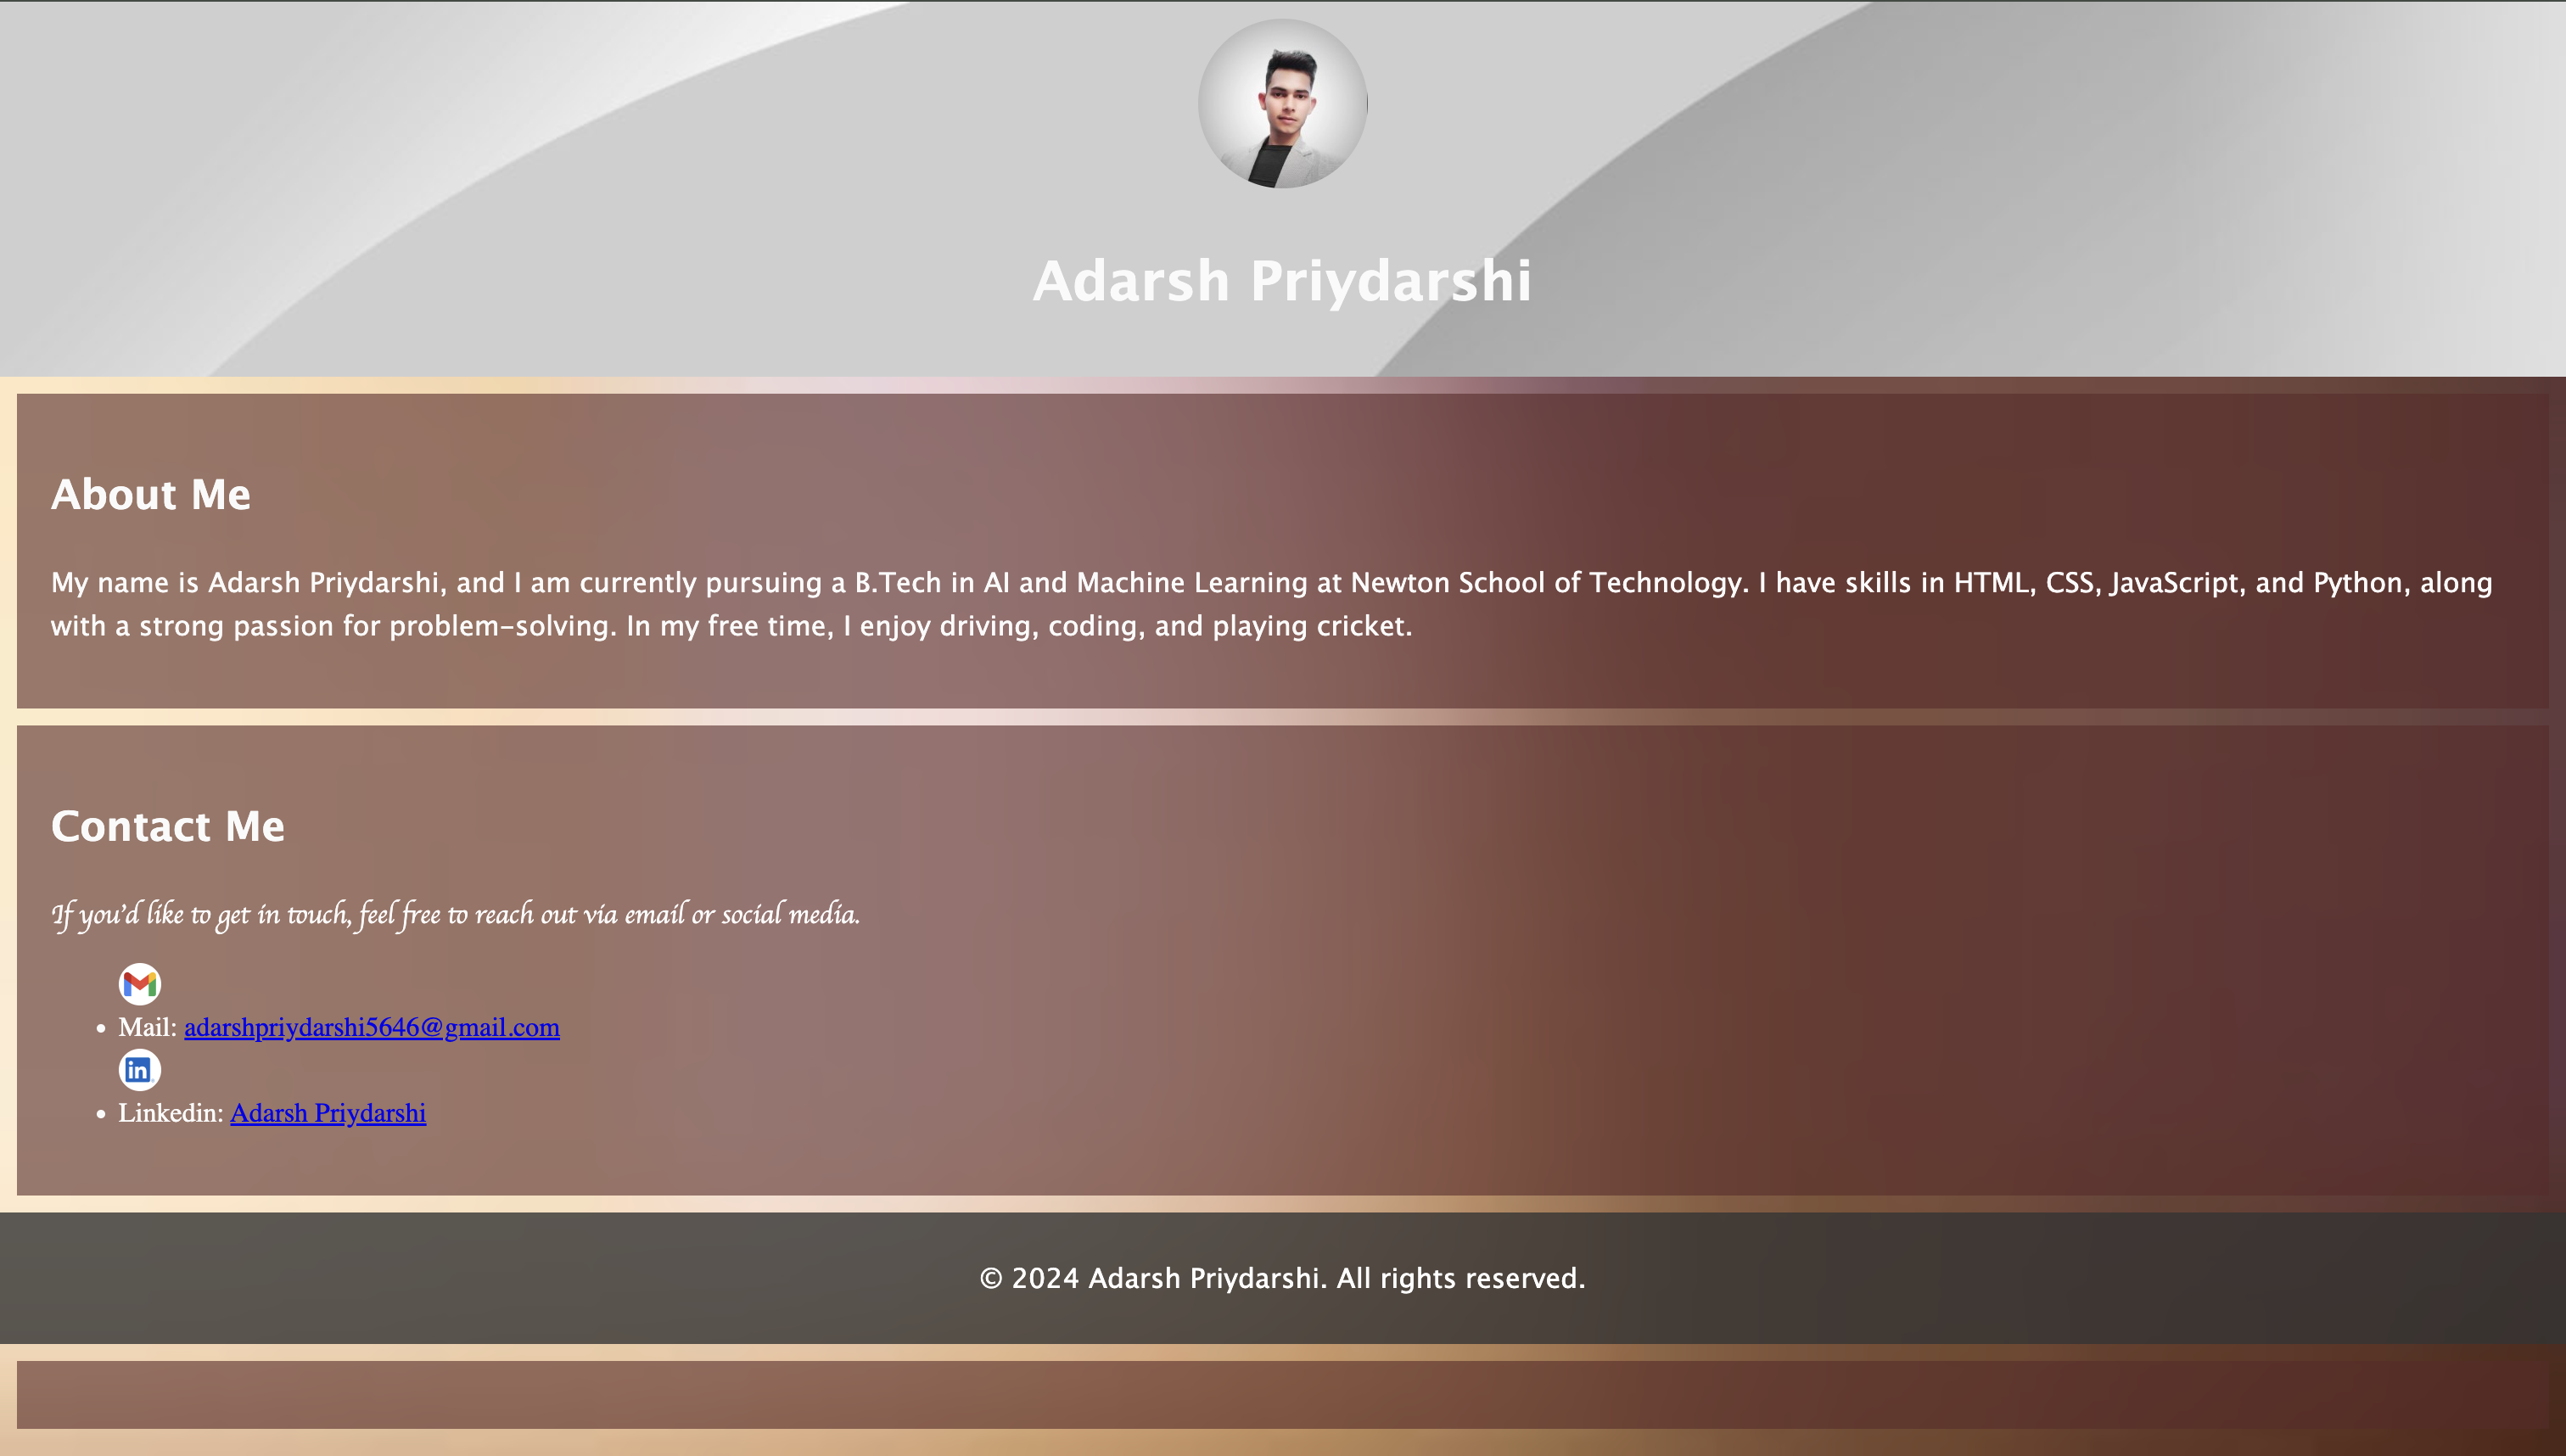 Adarsh Priydarshi
About Me
My name is Adarsh Priydarshi, and I am currently pursuing a B.Tech in AI and Machine Learning at Newton School of Technology. I have skills in HTML, CSS, JavaScript, and Python, along
with a strong passion for problem-solving. In my free time, I enjoy driving, coding, and playing cricket.
Contact Me
If you'd like to get in touch, feel free to reach out via email or social media.
• Mail: adarshpriydarshi5646@gmail.com
in
• Linkedin: Adarsh Priydarshi
© 2024 Adarsh Priydarshi. All rights reserved.